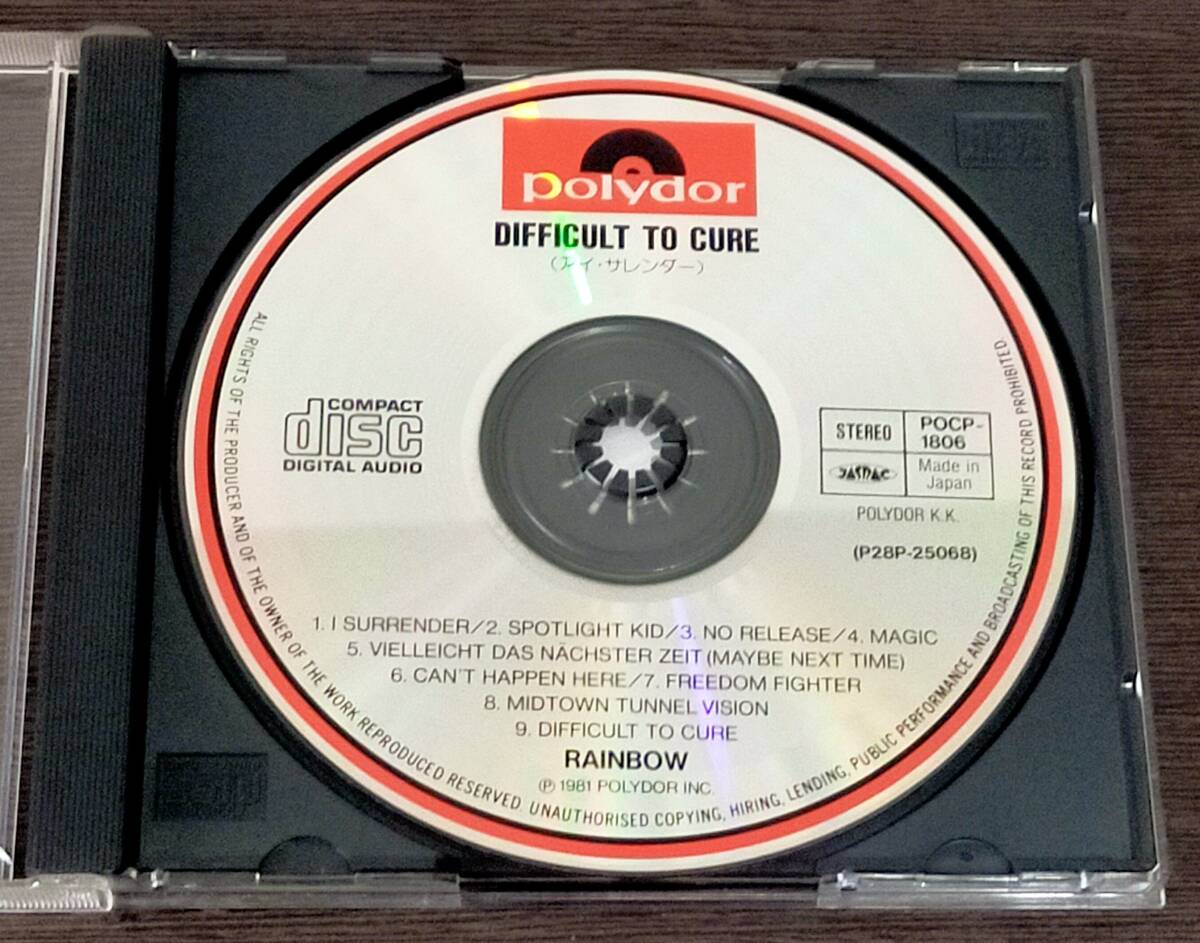 polydor
DIFFICULT TO CURE
(アイ・サレンダー)
COMPACT
disc
DIGITAL AUDIO
STEREO
POCP-
1806
JASRAC
Made in
Japan
POLYDOR K.K.
(P28P-25068)
1. I SURRENDER/2. SPOTLIGHT KID/3. NO RELEASE/4. MAGIC
5. VIELLEICHT DAS NÄCHSTER ZEIT (MAYBE NEXT TIME)
6. CAN'T HAPPEN HERE/7. FREEDOM FIGHTER
8. MIDTOWN TUNNEL VISION
9. DIFFICULT TO CURE
RAINBOW
℗ 1981 POLYDOR INC.
ALL RIGHTS OF THE PRODUCER AND OF THE OWNER OF THE WORK REPRODUCED RESERVED. UNAUTHORISED COPYING, HIRING, LENDING, PUBLIC PERFORMANCE AND BROADCASTING OF THIS RECORD PROHIBITED.